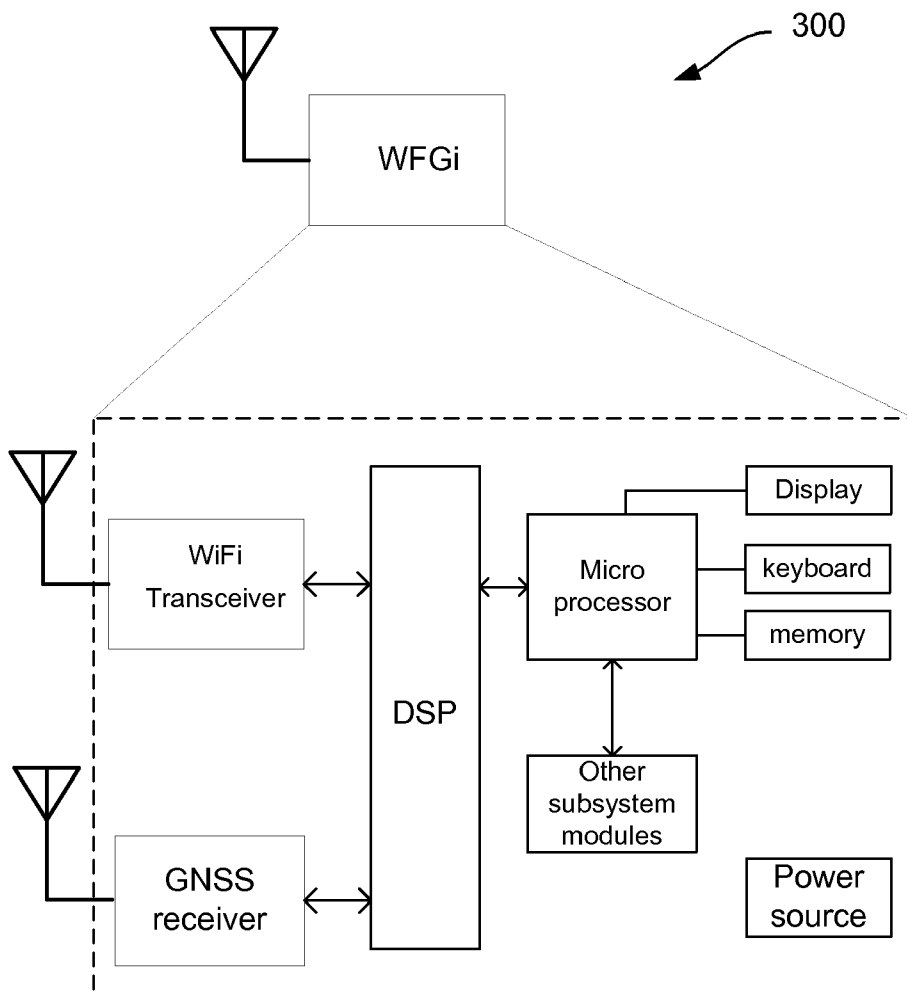 300
WFGi
WiFi
Transceiver
DSP
Micro
processor
Display
keyboard
memory
Other
subsystem
modules
GNSS
receiver
Power
source